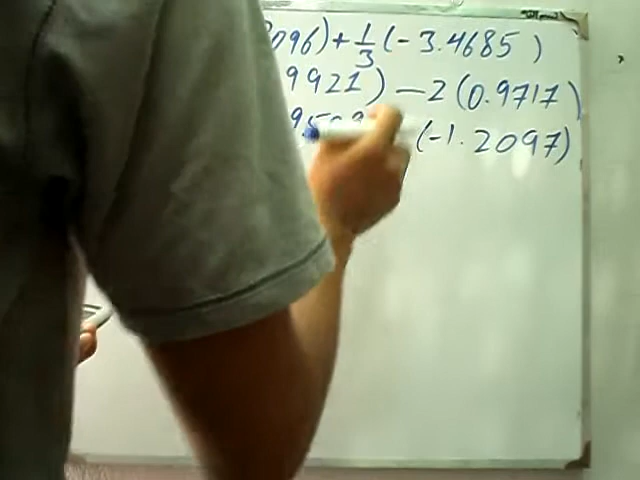 096) + 1/3 (-3.4685)
9921) - 2 (0.9717)
(-1.2097)